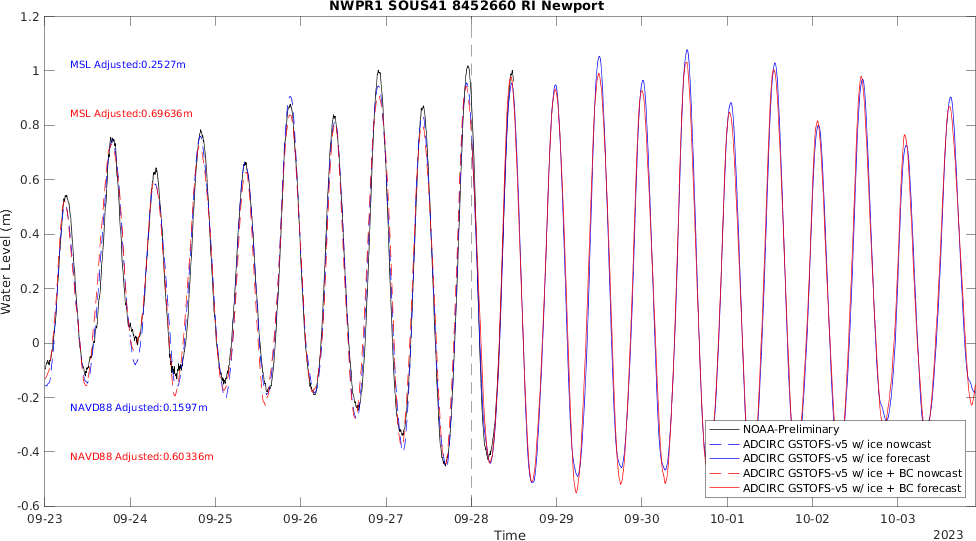 NWPR1 SOUS41 8452660 RI Newport
1.2
1
0.8
0.6
0.4
0.2
0
-0.2
-0.4
-0.6
Water Level (m)
MSL Adjusted:0.2527m
MSL Adjusted:0.69636m
NAVD88 Adjusted:0.1597m
NAVD88 Adjusted:0.60336m
NOAA-Preliminary
ADCIRC GSTOFS-v5 w/ ice nowcast
ADCIRC GSTOFS-v5 w/ ice forecast
ADCIRC GSTOFS-v5 w/ ice + BC nowcast
ADCIRC GSTOFS-v5 w/ ice + BC forecast
09-23 09-24 09-25 09-26 09-27 09-28 09-29 09-30 10-01 10-02 10-03
Time
2023